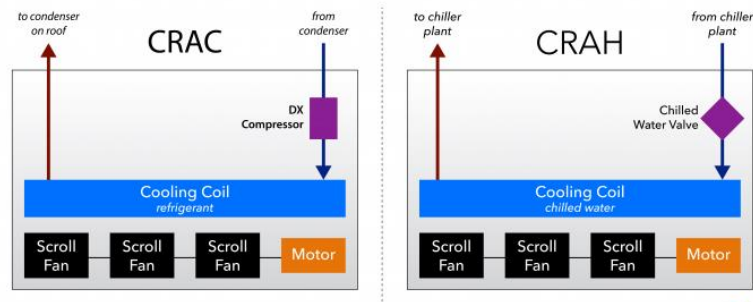 to condenser
on roof
CRAC
from
condenser
DX
Compressor
Cooling Coil
refrigerant
Scroll
Fan
Scroll
Fan
Scroll
Fan
Motor
to chiller
plant
CRAH
from chiller
plant
Chilled
Water Valve
Cooling Coil
chilled water
Scroll
Fan
Scroll
Fan
Scroll
Fan
Motor